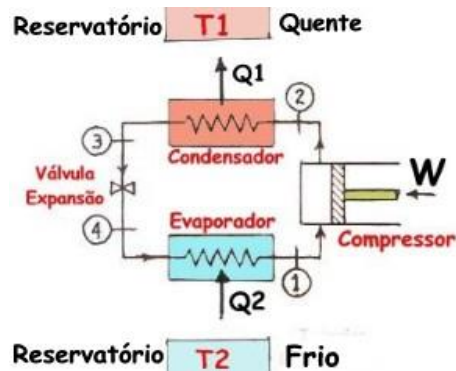 Reservatório T1 Quente
Q1
2
3
Condensador
Válvula
Expansão
W
Evaporador
4
Compressor
1
Q2
Reservatório T2 Frio